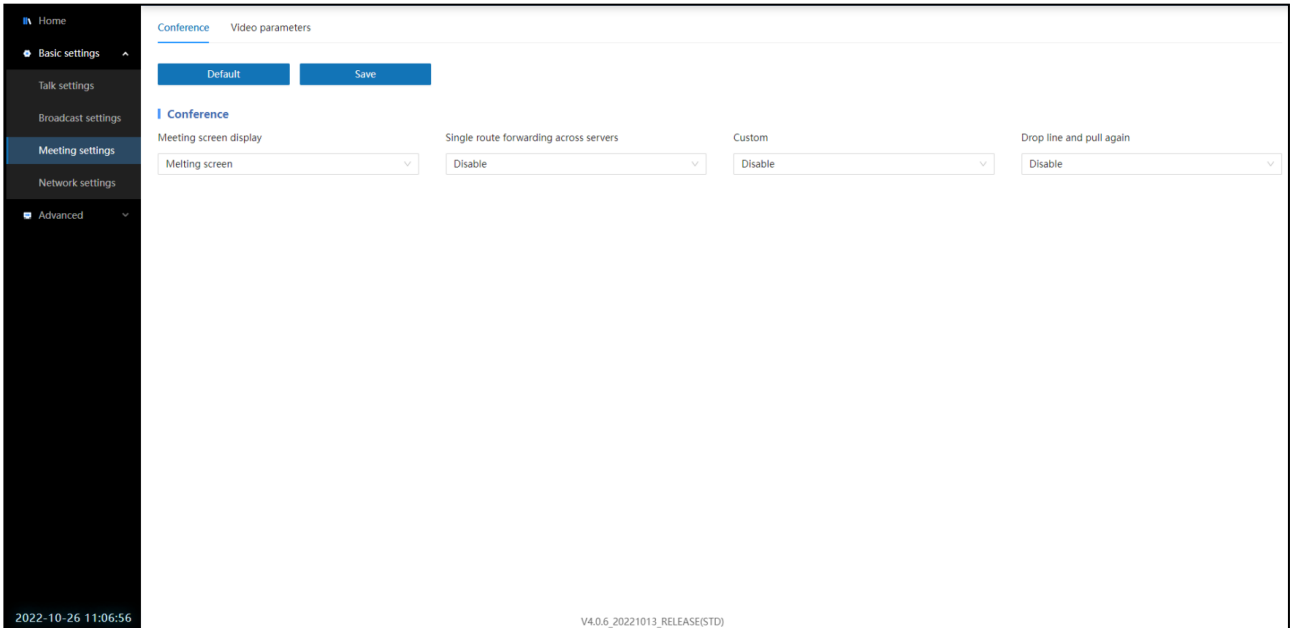 Home
Basic settings
Talk settings
Broadcast settings
Meeting settings
Network settings
Advanced
2022-10-26 11:06:56
Conference Video parameters
Default Save
Conference
Meeting screen display Single route forwarding across servers Custom Drop line and pull again
Melting screen Disable Disable Disable
V4.0.6_20221013_RELEASE(STD)